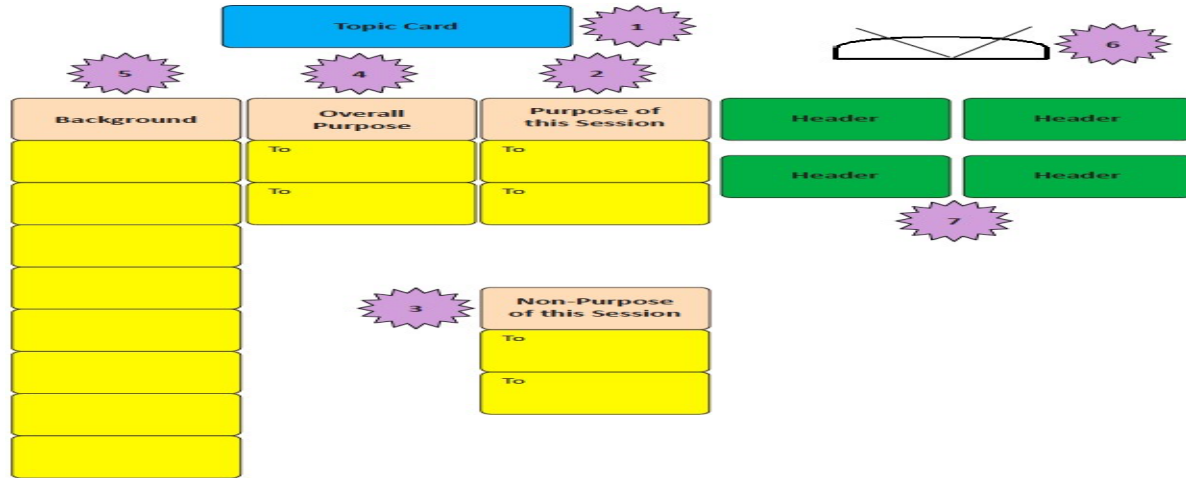 Topic Card
1
6
5
4
2
Background
Overall
Purpose
Purpose of
this Session
Header
Header
To
To
Header
Header
To
To
7
3
Non-Purpose
of this Session
To
To